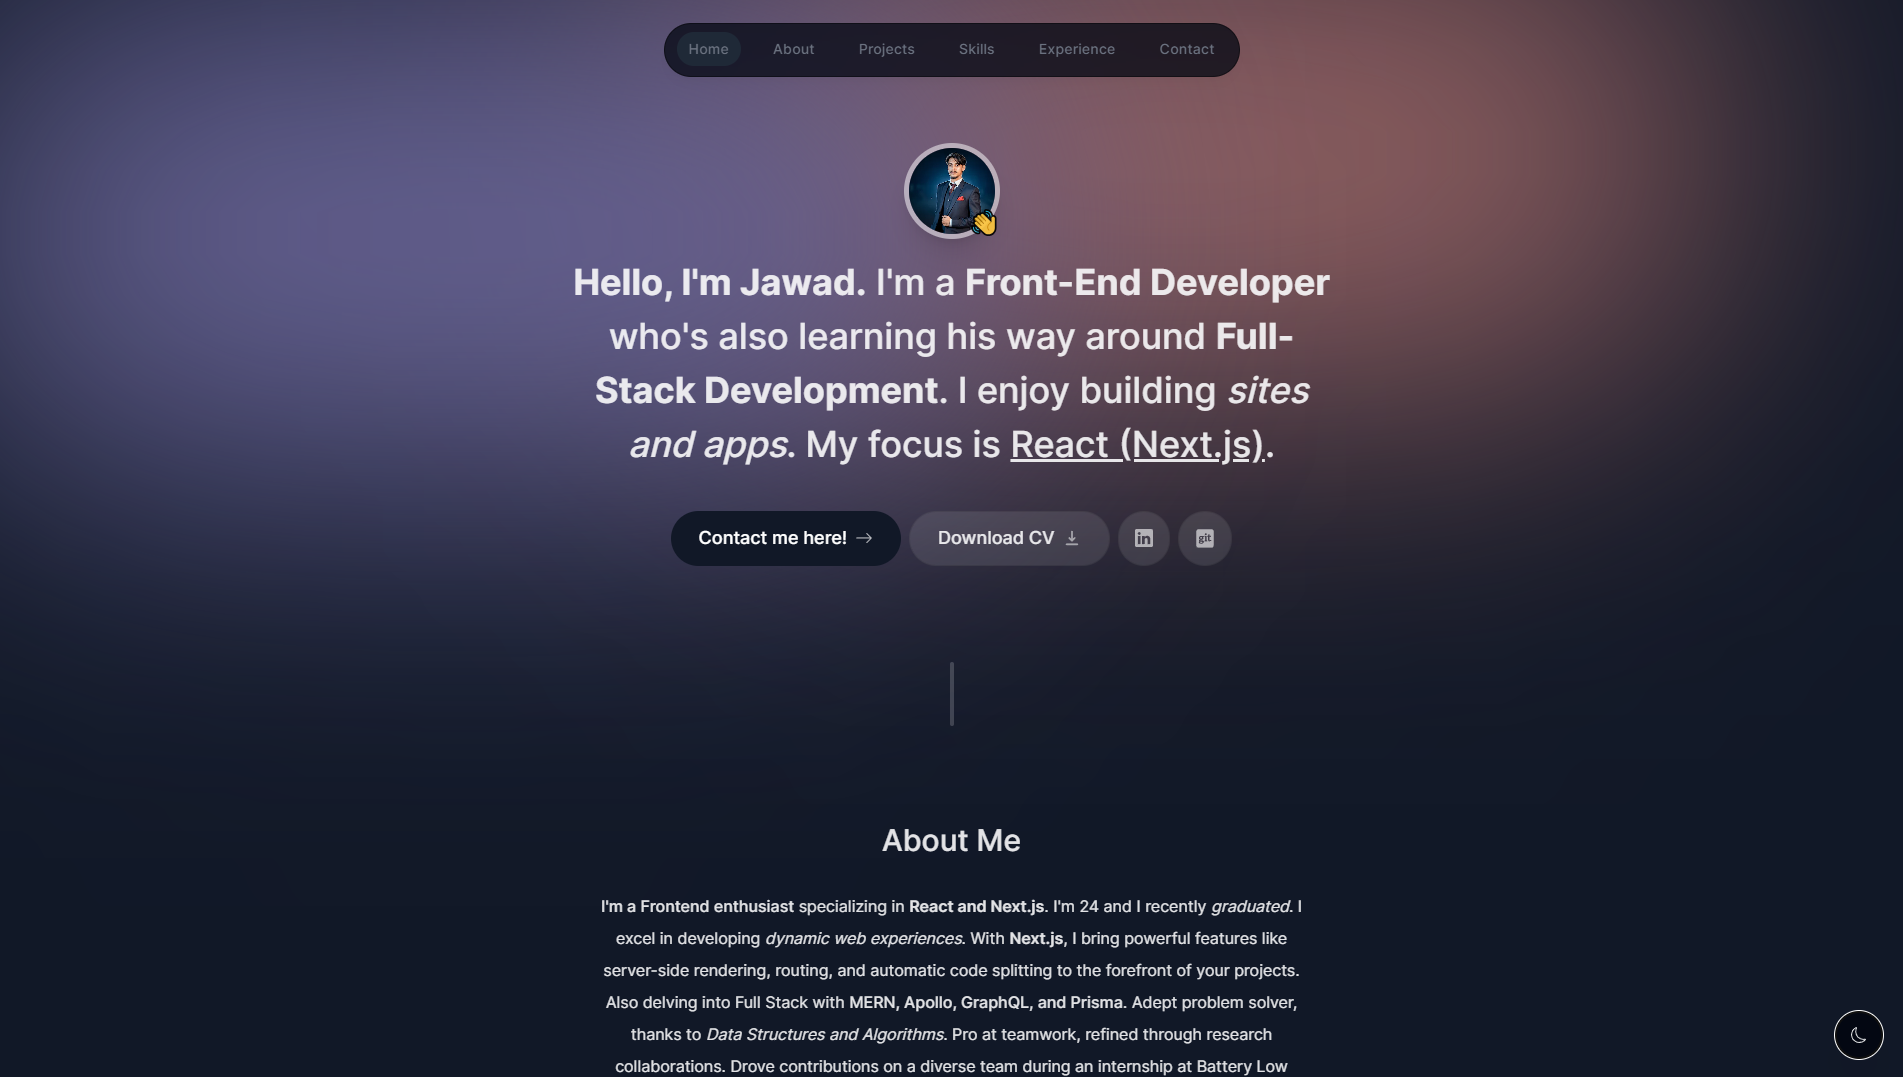 Home About Projects Skills Experience Contact
Hello, I'm Jawad. I'm a Front-End Developer
who's also learning his way around Full-
Stack Development. I enjoy building sites
and apps. My focus is React (Next.js).
Contact me here! Download CV in git
About Me
I'm a Frontend enthusiast specializing in React and Next.js. I'm 24 and I recently graduated. I
excel in developing dynamic web experiences. With Next.js, I bring powerful features like
server-side rendering, routing, and automatic code splitting to the forefront of your projects.
Also delving into Full Stack with MERN, Apollo, GraphQL, and Prisma. Adept problem solver,
thanks to Data Structures and Algorithms. Pro at teamwork, refined through research
collaborations. Drove contributions on a diverse team during an internship at Battery Low